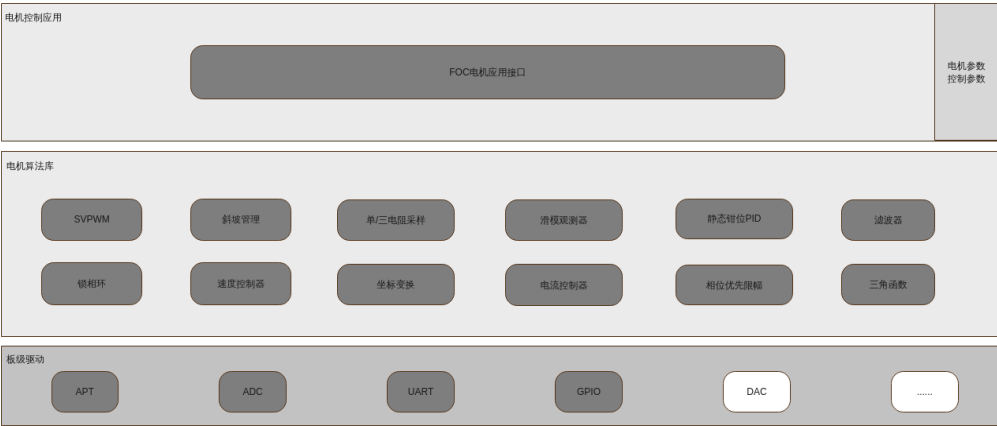 电机控制应用
FOC电机应用接口
电机参数
控制参数
电机算法库
SVPWM
斜坡管理
单/三电阻采样
滑模观测器
静态钳位PID
滤波器
锁相环
速度控制器
坐标变换
电流控制器
相位优先限幅
三角函数
板级驱动
APT
ADC
UART
GPIO
DAC
......